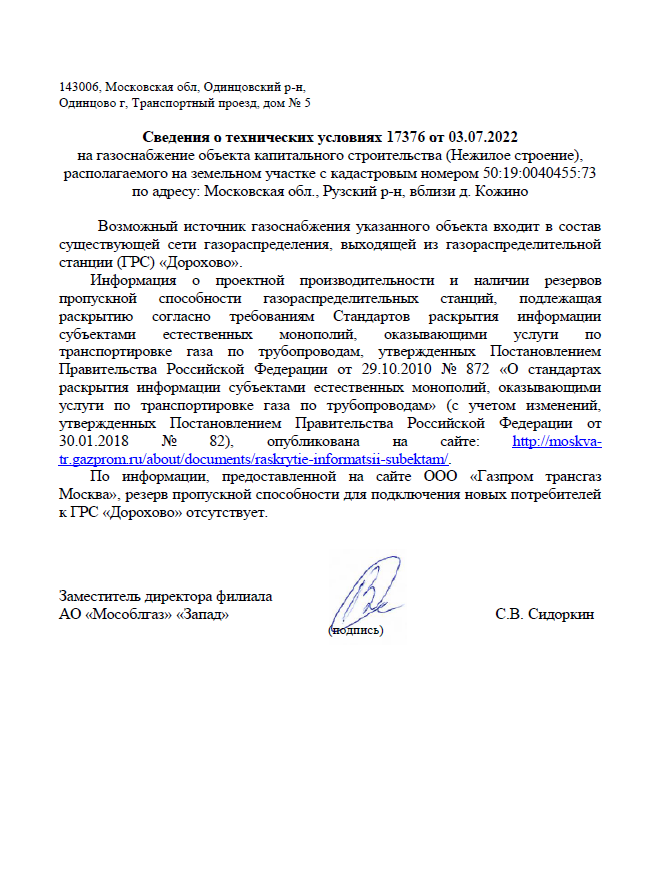 143006, Московская обл, Одинцовский р-н,
Одинцово г, Транспортный проезд, дом № 5
Сведения о технических условиях 17376 от 03.07.2022
на газоснабжение объекта капитального строительства (Нежилое строение),
располагаемого на земельном участке с кадастровым номером 50:19:0040455:73
по адресу: Московская обл., Рузский р-н, вблизи д. Кожино
Возможный источник газоснабжения указанного объекта входит в состав
существующей сети газораспределения, выходящей из газораспределительной
станции (ГРС) «Дорохово».
Информация о проектной производительности и наличии резервов
пропускной способности газораспределительных станций, подлежащая
раскрытию согласно требованиям Стандартов раскрытия информации
субъектами естественных монополий, оказывающими услуги по
транспортировке газа по трубопроводам, утвержденных Постановлением
Правительства Российской Федерации от 29.10.2010 № 872 «О стандартах
раскрытия информации субъектами естественных монополий, оказывающими
услуги по транспортировке газа по трубопроводам» (с учетом изменений,
утвержденных Постановлением Правительства Российской Федерации от
30.01.2018 № 82), опубликована на сайте: http://moskva-
tr.gazprom.ru/about/documents/raskrytie-informatsii-subektam/.
По информации, предоставленной на сайте ООО «Газпром трансгаз
Москва», резерв пропускной способности для подключения новых потребителей
к ГРС «Дорохово» отсутствует.
Заместитель директора филиала
АО «Мособлгаз» «Запад» С.В. Сидоркин
(подпись)